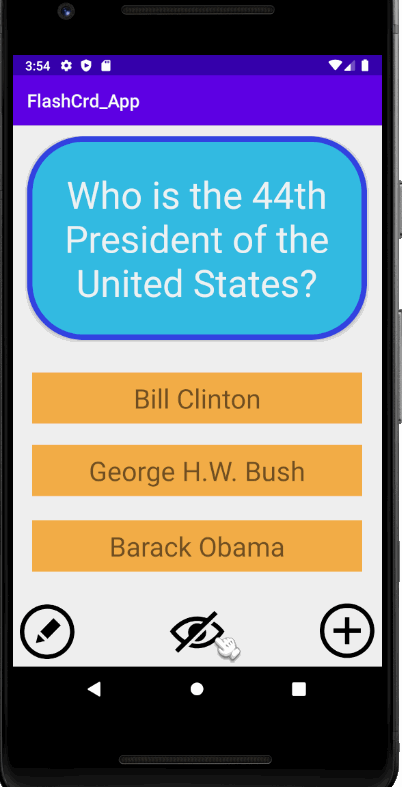 3:54
FlashCrd_App
Who is the 44th
President of the
United States?
Bill Clinton
George H.W. Bush
Barack Obama